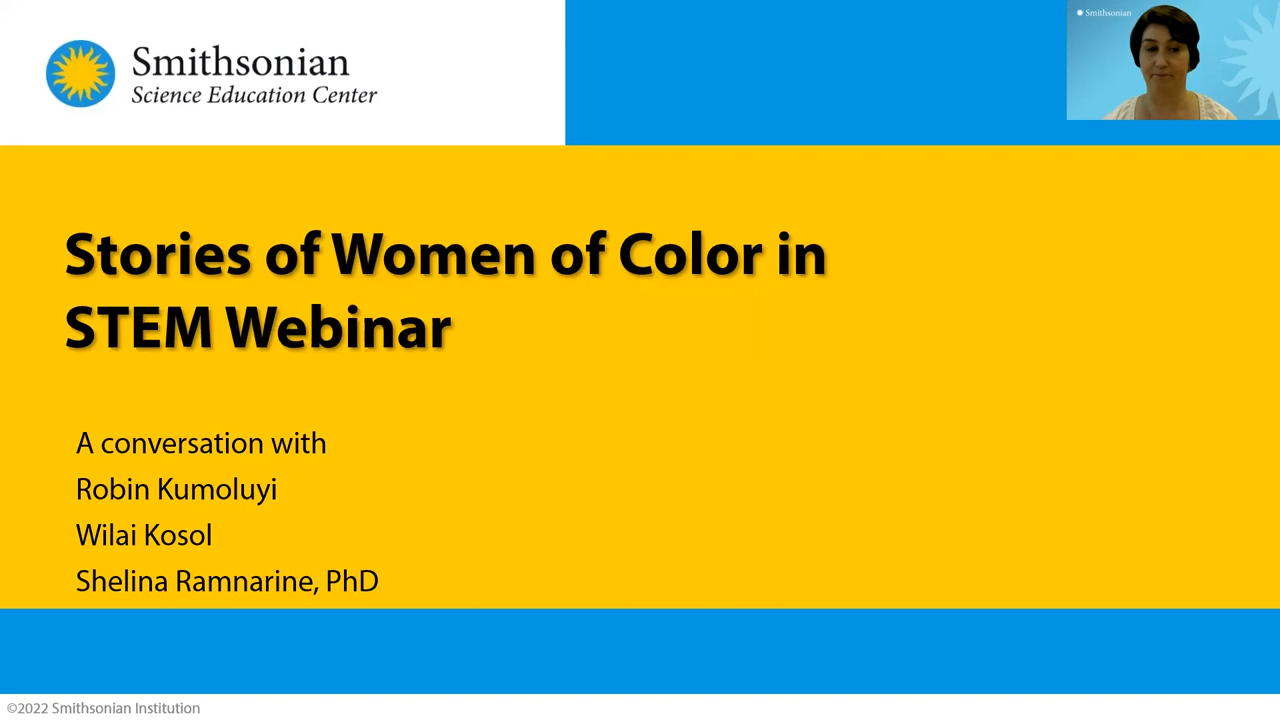 Smithsonian
Science Education Center
Smithsonian
Stories of Women of Color in
STEM Webinar
A conversation with
Robin Kumoluyi
Wilai Kosol
Shelina Ramnarine, PhD
©2022 Smithsonian Institution